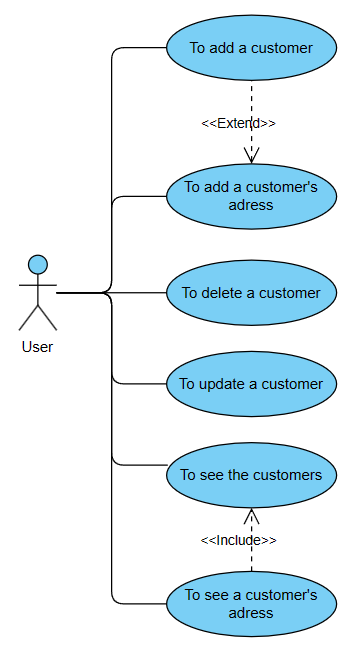 To add a customer
<<Extend>>
To add a customer's
adress
To delete a customer
User
To update a customer
To see the customers
<<Include>>
To see a customer's
adress